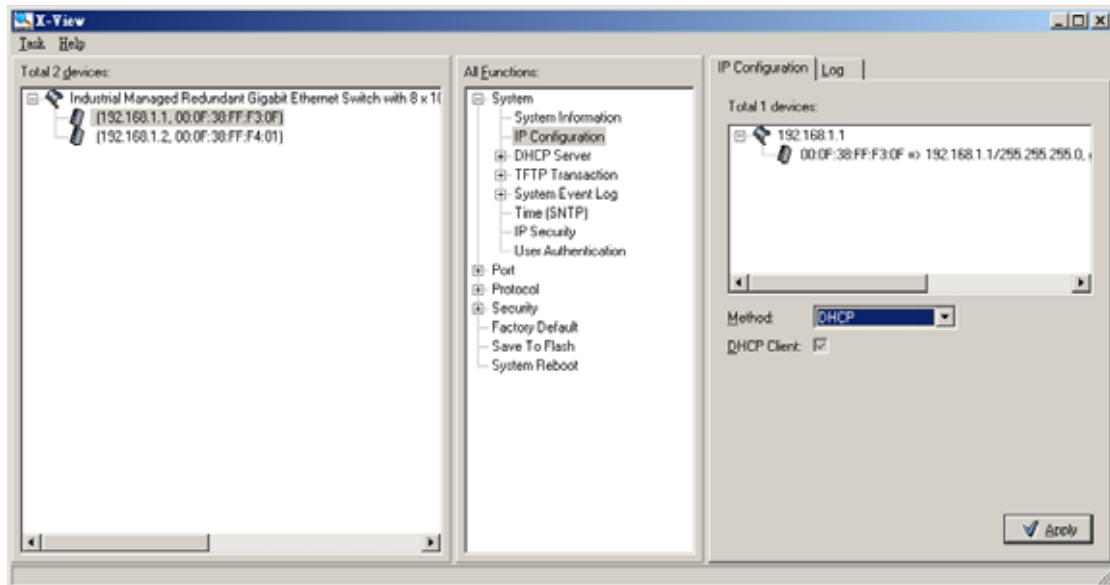 X-View
Task Help
Total 2 devices:
Industrial Managed Redundant Gigabit Ethernet Switch with 8 x 10
(192.168.1.1, 00:0F:38:FF:F3:0F)
(192.168.1.2, 00:0F:38:FF:F4:01)
All Functions:
System
System Information
IP Configuration
DHCP Server
TFTP Transaction
System Event Log
Time (SNTP)
IP Security
User Authentication
Port
Protocol
Security
Factory Default
Save To Flash
System Reboot
IP Configuration
Log
Total 1 devices:
192.168.1.1
00:0F:38:FF:F3:0F => 192.168.1.1/255.255.255.0,
Method: DHCP
DHCP Client:
Apply